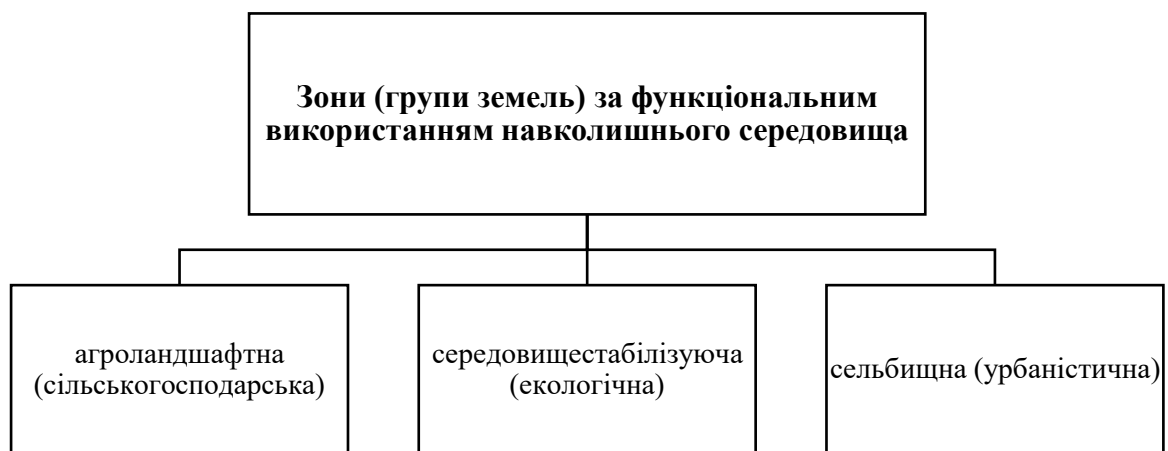 Зони (групи земель) за функціональним
використанням навколишнього середовища
агроландшафтна
(сільськогосподарська)
середовищестабілізуюча
(екологічна)
сельбищна (урбаністична)